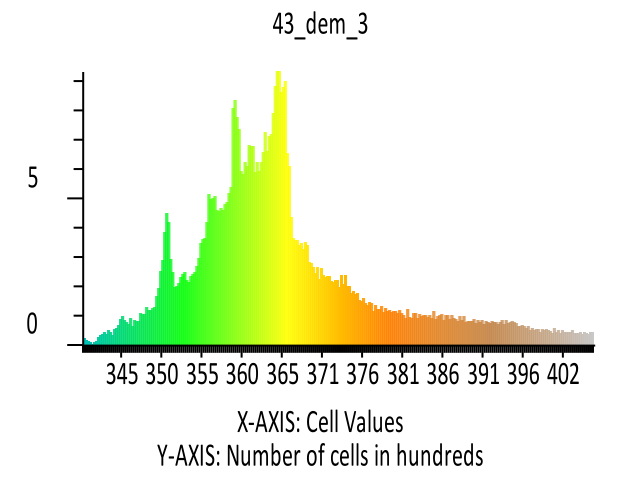 43_dem_3
5
0
345 350 355 360 365 371 376 381 386 391 396 402
X-AXIS: Cell Values
Y-AXIS: Number of cells in hundreds